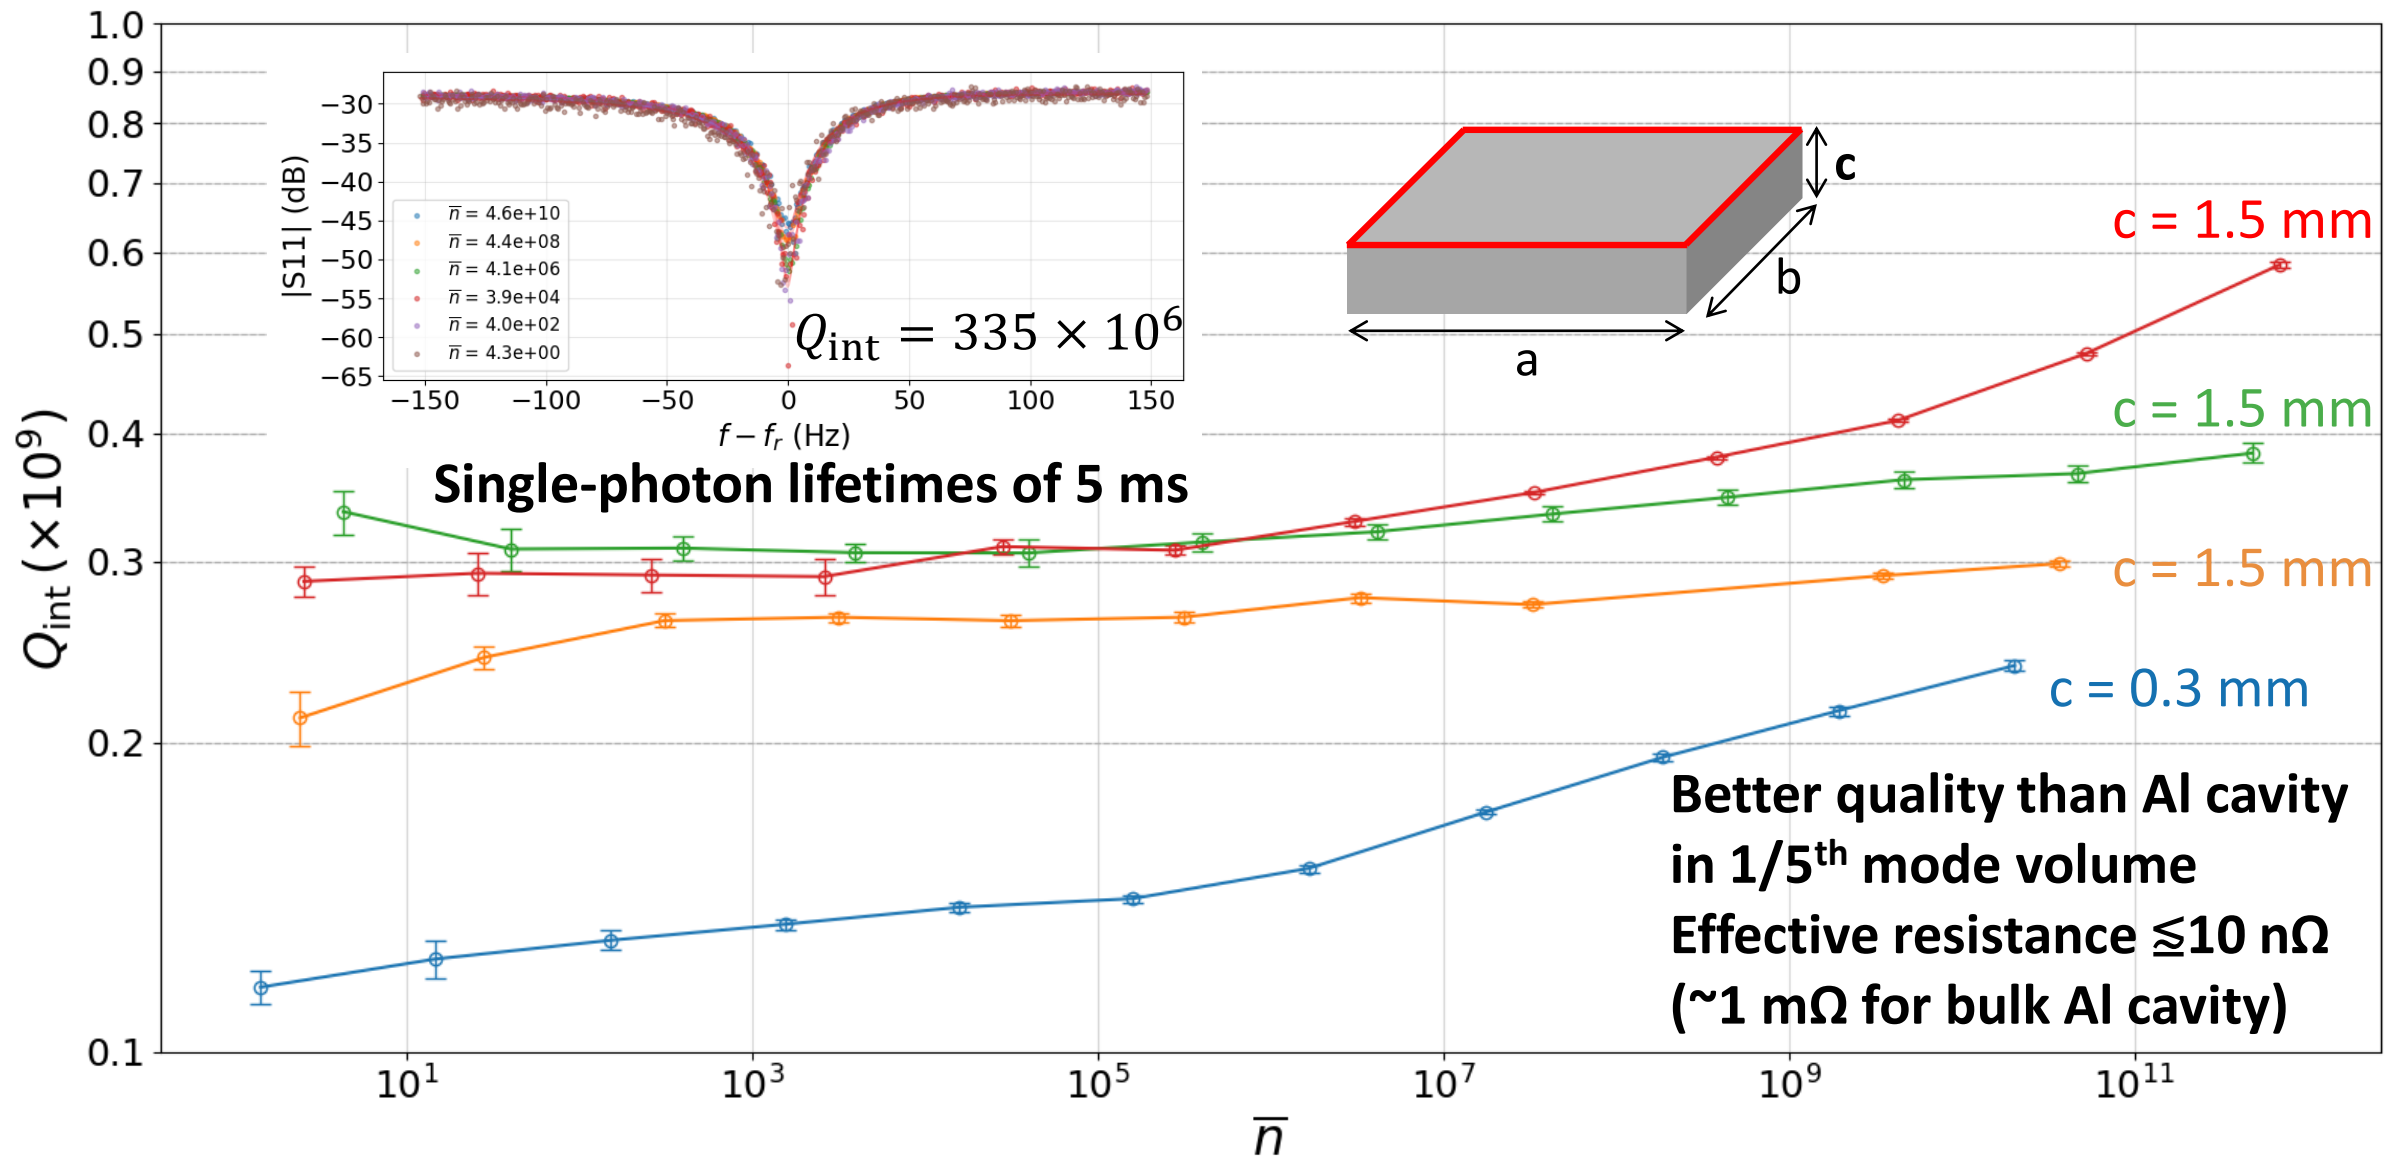 1.0
0.9
0.8
0.7
0.6
0.5
0.4
0.3
0.2
0.1
Q_int (×10⁹)
10¹
10³
10⁵
10⁷
10⁹
10¹¹
n̅
−30
−35
−40
−45
−50
−55
−60
−65
|S11| (dB)
n̅ = 4.6e+10
n̅ = 4.4e+08
n̅ = 4.1e+06
n̅ = 3.9e+04
n̅ = 4.0e+02
n̅ = 4.3e+00
Q_int = 335 × 10⁶
−150
−100
−50
0
50
100
150
f − f_r (Hz)
Single-photon lifetimes of 5 ms
c
b
a
c = 1.5 mm
c = 1.5 mm
c = 1.5 mm
c = 0.3 mm
Better quality than Al cavity
in 1/5ᵗʰ mode volume
Effective resistance ≨10 nΩ
(~1 mΩ for bulk Al cavity)